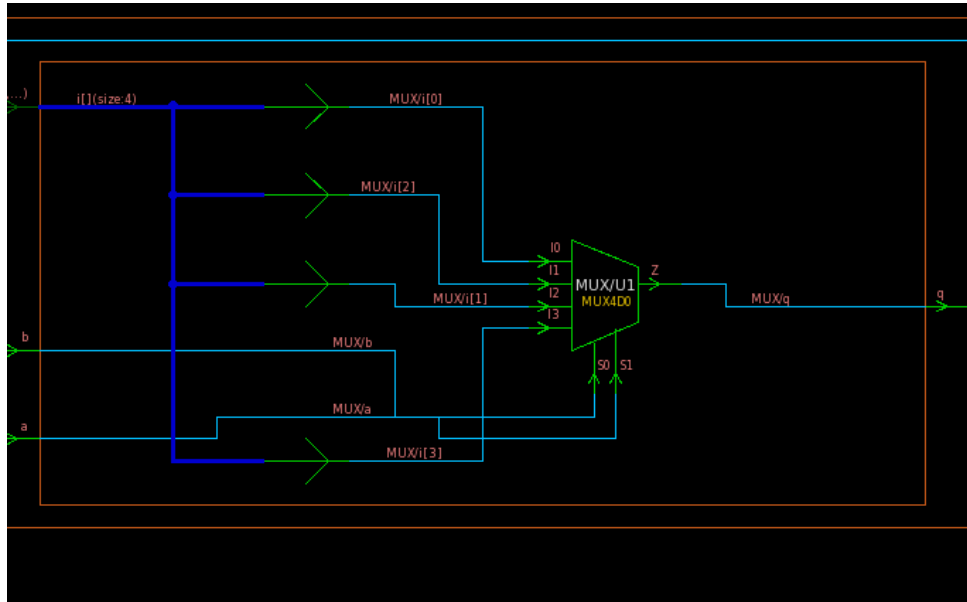 ....)
i[](size:4)
MUX/i[0]
MUX/i[2]
I0
I1
Z
MUX/U1
I2
MUX/i[1]
MUX4D0
MUX/q
q
I3
b
MUX/b
S0
S1
MUX/a
a
MUX/i[3]